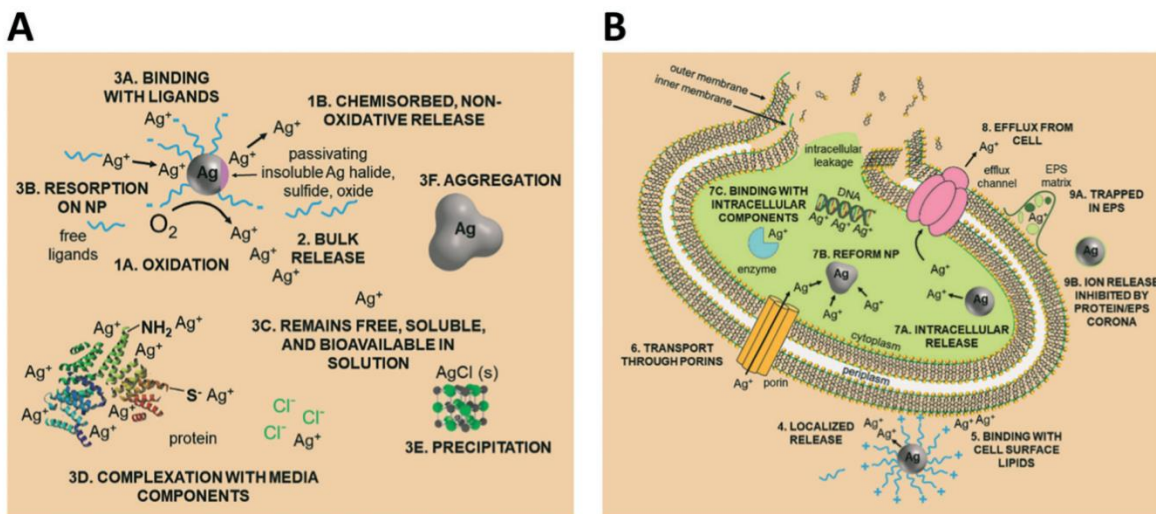 A
3A. BINDING
WITH LIGANDS
Ag⁺
1B. CHEMISORBED, NON-
OXIDATIVE RELEASE
Ag⁺
Ag⁺
Ag⁺
Ag⁺
Ag
passivating
insoluble Ag halide,
sulfide, oxide
3B. RESORPTION
ON NP
O₂
free
ligands
1A. OXIDATION
Ag⁺
Ag⁺
Ag⁺
2. BULK
RELEASE
3F. AGGREGATION
Ag
Ag⁺
3C. REMAINS FREE, SOLUBLE,
AND BIOAVAILABLE IN
SOLUTION
NH₂ Ag⁺
Ag⁺
Ag⁺
S⁻ Ag⁺
Ag⁺
Ag⁺
Ag⁺
protein
Cl⁻
Cl⁻
Cl⁻
Ag⁺
AgCl (s)
3E. PRECIPITATION
3D. COMPLEXATION WITH MEDIA
COMPONENTS
B
outer membrane
inner membrane
intracellular
leakage
8. EFFLUX FROM
CELL
Ag⁺
efflux
channel
EPS
matrix
Ag⁺
9A. TRAPPED
IN EPS
7C. BINDING WITH
INTRACELLULAR
COMPONENTS
DNA
Ag⁺ Ag⁺ Ag⁺
Ag⁺
enzyme
7B. REFORM NP
Ag
Ag⁺
Ag⁺
Ag⁺
Ag⁺
Ag⁺
Ag
Ag
9B. ION RELEASE
INHIBITED BY
PROTEIN/EPS
CORONA
7A. INTRACELLULAR
RELEASE
cytoplasm
periplasm
6. TRANSPORT
THROUGH PORINS
Ag⁺
porin
4. LOCALIZED
RELEASE
Ag⁺
Ag⁺
Ag⁺ Ag⁺
Ag
5. BINDING WITH
CELL SURFACE
LIPIDS